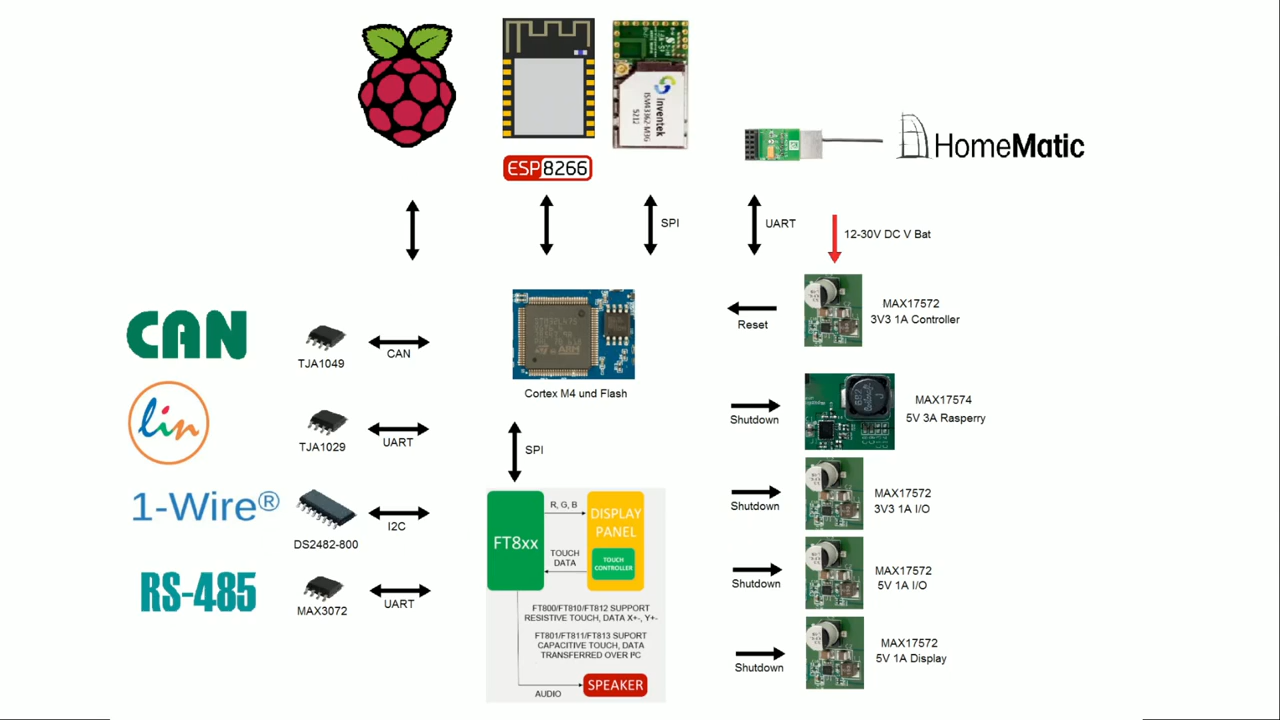 inventek
ISM43362-M3G
5212
ESP8266
HomeMatic
SPI
UART
12-30V DC V Bat
MAX17572
3V3 1A Controller
Reset
CAN
TJA1049
CAN
Cortex M4 und Flash
MAX17574
5V 3A Rasperry
Shutdown
lin
TJA1029
UART
SPI
1-Wire®
DS2482-800
I2C
MAX17572
3V3 1A I/O
Shutdown
RS-485
MAX3072
UART
FT8xx
R, G, B
DISPLAY
PANEL
TOUCH
DATA
TOUCH
CONTROLLER
FT800/FT810/FT812 SUPPORT
RESISTIVE TOUCH, DATA X+-, Y+-
FT801/FT811/FT813 SUPORT
CAPACITIVE TOUCH, DATA
TRANSFERRED OVER I²C
AUDIO
SPEAKER
MAX17572
5V 1A I/O
Shutdown
MAX17572
5V 1A Display
Shutdown